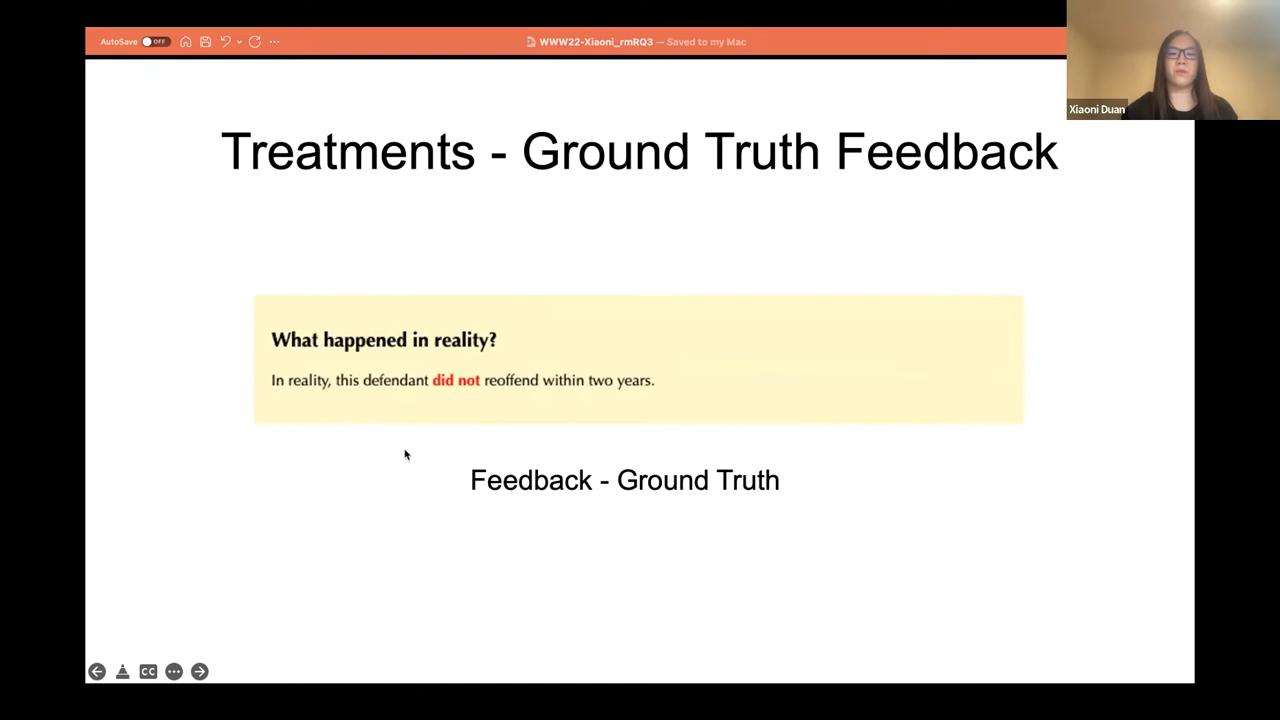 AutoSave OFF
WWW22-Xiaoni_rmRQ3 — Saved to my Mac
Xiaoni Duan
Treatments - Ground Truth Feedback
What happened in reality?
In reality, this defendant did not reoffend within two years.
Feedback - Ground Truth
CC